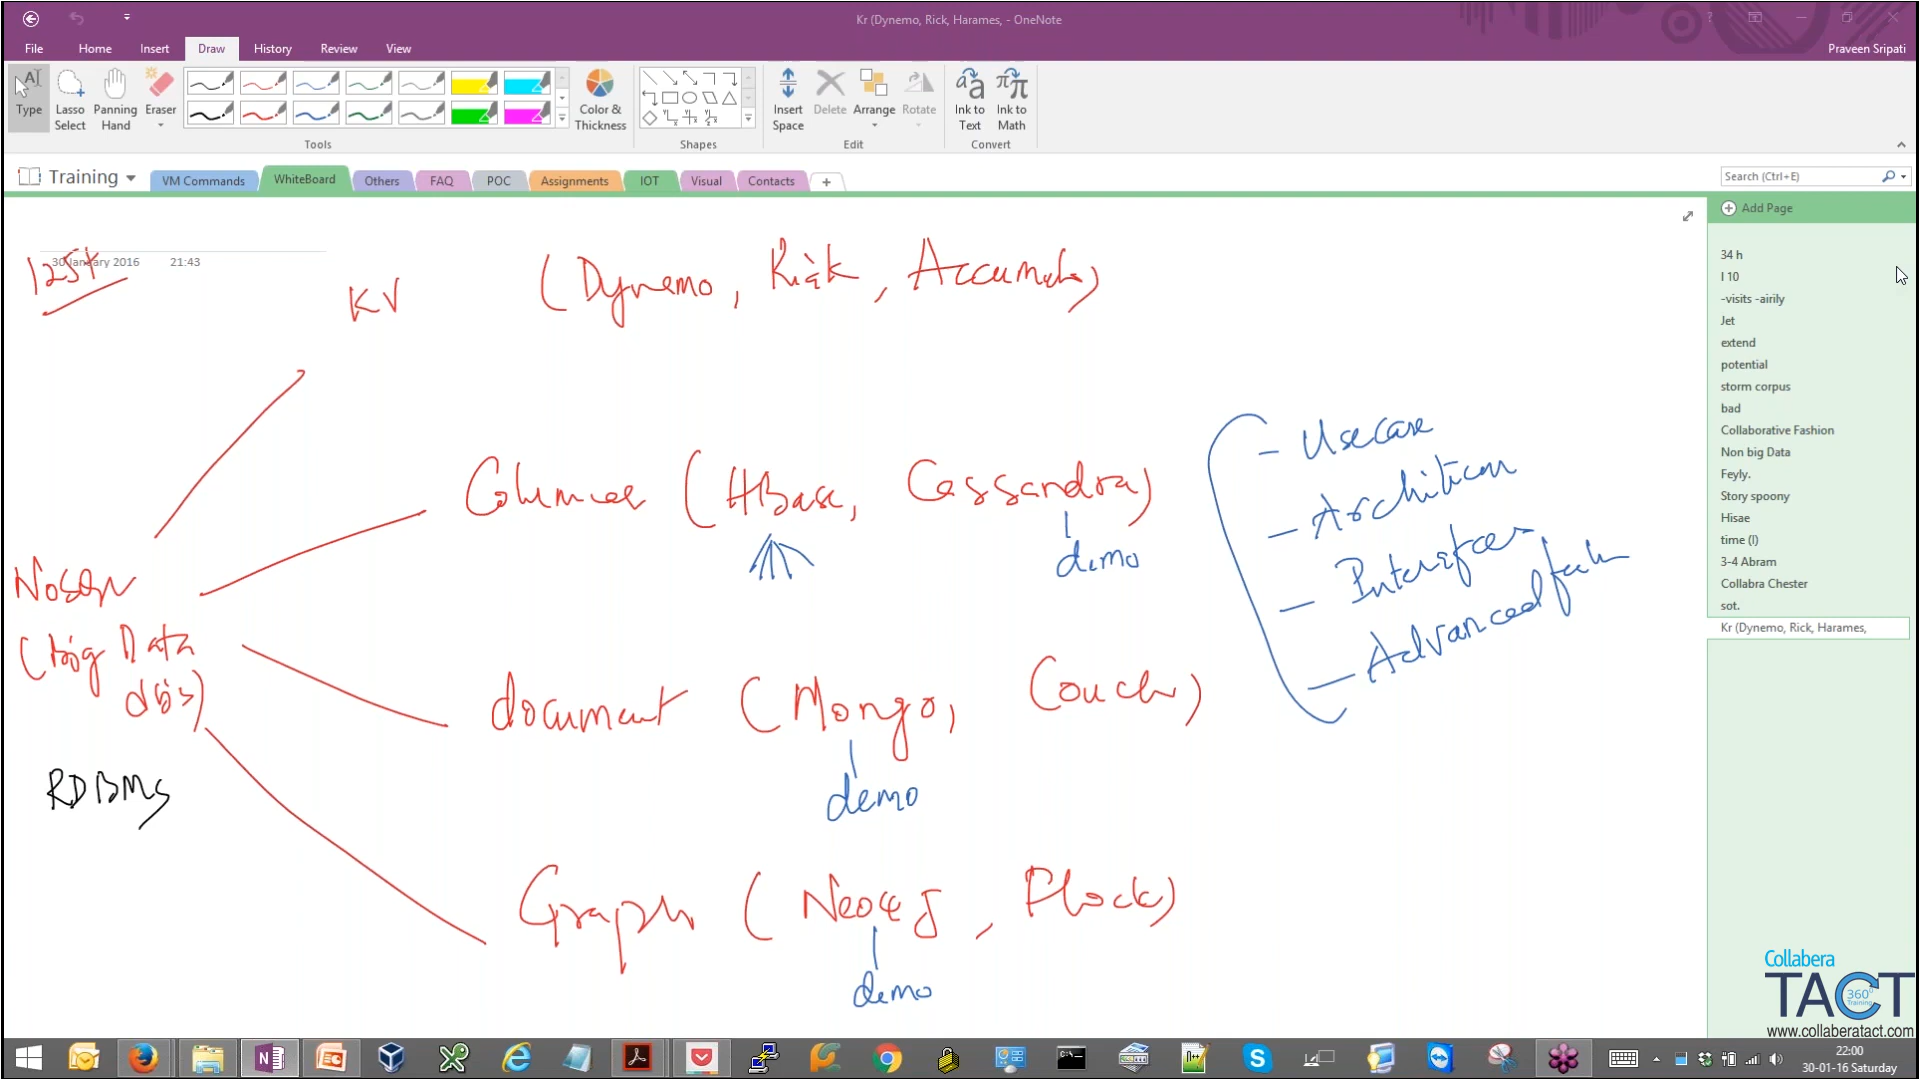 Kr (Dynemo, Rick, Harames, - OneNote
File Home Insert Draw History Review View
Praveen Sripati
Type
Lasso Select
Panning Hand
Eraser
Color & Thickness
Insert Space
Delete
Arrange
Rotate
Ink to Text
Ink to Math
Tools Shapes Edit Convert
Training
VM Commands WhiteBoard Others FAQ POC Assignments IOT Visual Contacts
Search (Ctrl+E)
Add Page
34 h
I 10
-visits -airily
Jet
extend
potential
storm corpus
bad
Collaborative Fashion
Non big Data
Feyly.
Story spoony
Hisae
time (I)
3-4 Abram
Collabra Chester
sot.
Kr (Dynemo, Rick, Harames,
30 January 2016 21:43
125+
KV (Dynemo, Riak,
(HBase, Cassandra)
demo
- Usecase
-
- Interfaces
- Advanced
NoSQL
(big Data
dbs)
document (Mongo, Couch)
demo
RDBMS
Graph (Neo4J, Flock)
demo
Collabera
TACT
360° Training
www.collaberatact.com
22:00
30-01-16 Saturday